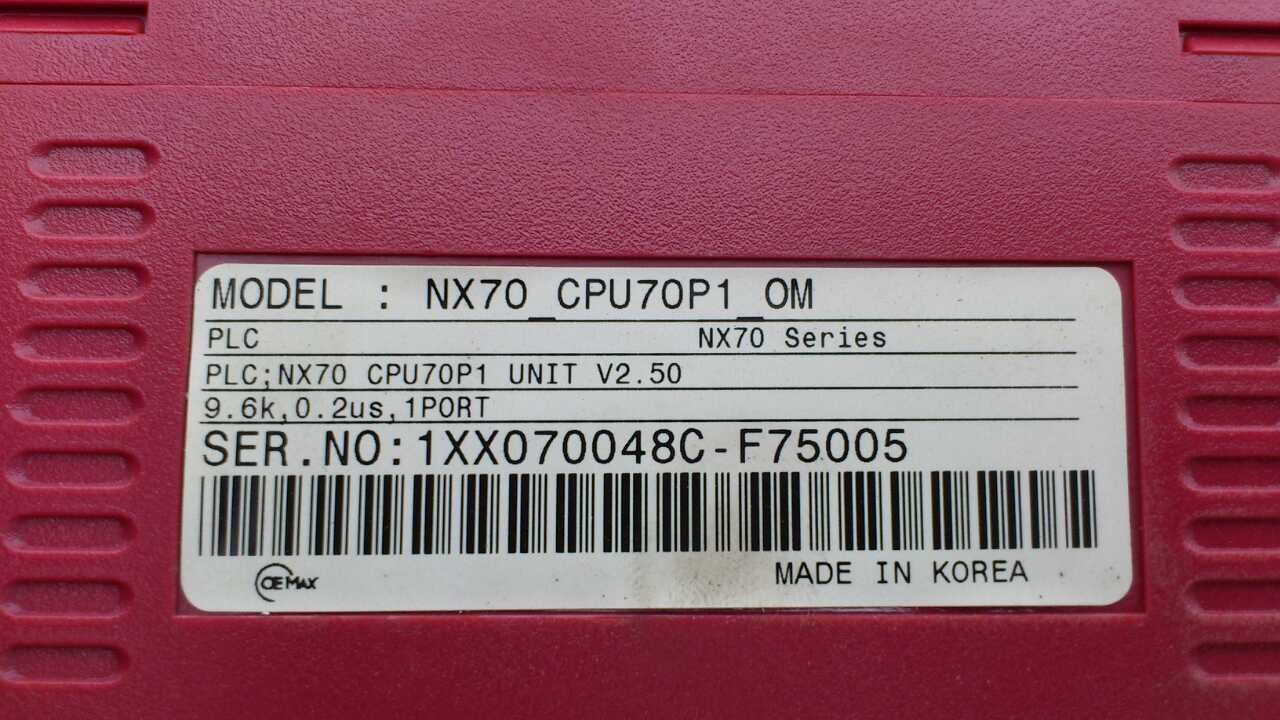 MODEL : NX70_CPU70P1_OM
PLC NX70 Series
PLC;NX70 CPU70P1 UNIT V2.50
9.6k,0.2us,1PORT
SER.NO:1XX070048C-F75005
OEMAX MADE IN KOREA